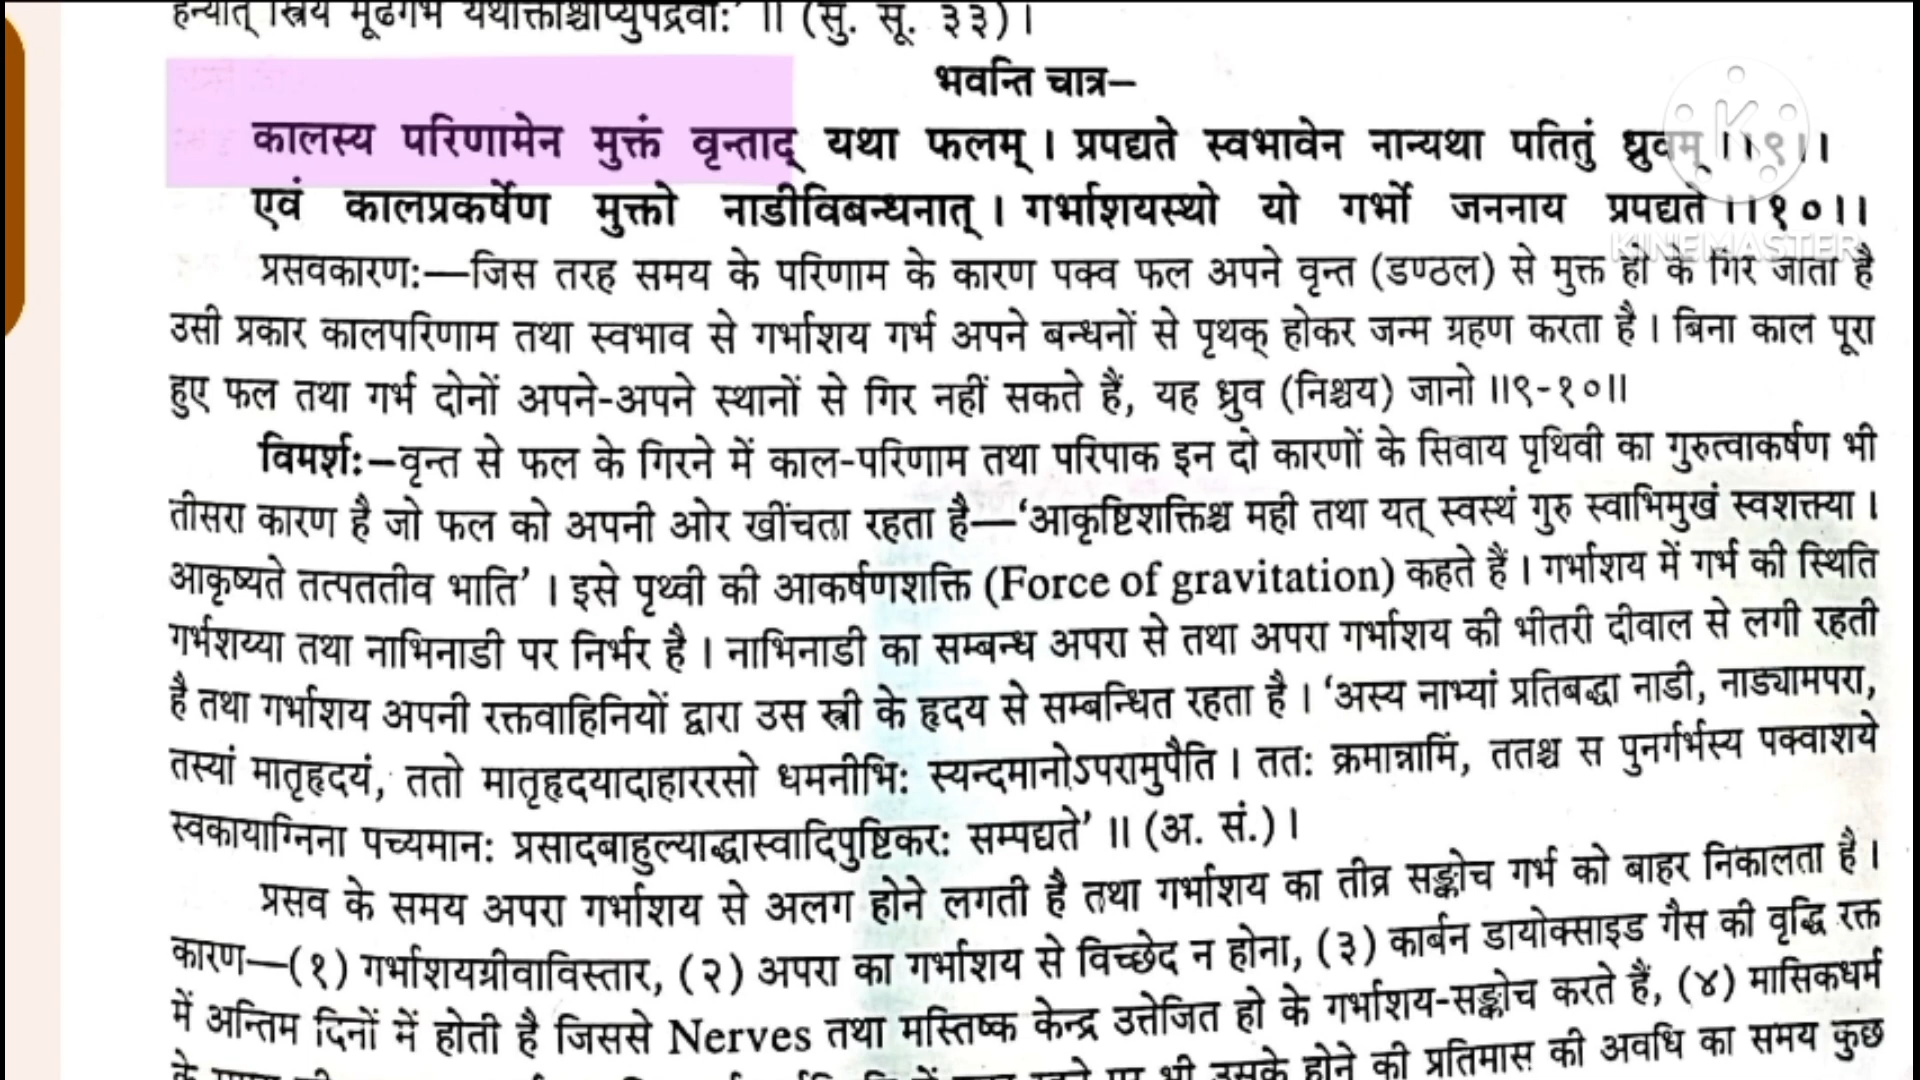 हन्यात् स्त्रियं मूढगर्भे यथोक्ताश्चाप्युपद्रवाः' ॥ (सु. सू. ३३)।
भवन्ति चात्र—
कालस्य परिणामेन मुक्तं वृन्ताद् यथा फलम्। प्रपद्यते स्वभावेन नान्यथा पतितुं ध्रुवम् ।।९।।
एवं कालप्रकर्षेण मुक्तो नाडीविबन्धनात्। गर्भाशयस्थो यो गर्भो जननाय प्रपद्यते ।।१०।।
KINEMASTER
प्रसवकारणः—जिस तरह समय के परिणाम के कारण पक्व फल अपने वृन्त (डण्ठल) से मुक्त हो के गिर जाता है
उसी प्रकार कालपरिणाम तथा स्वभाव से गर्भाशय गर्भ अपने बन्धनों से पृथक् होकर जन्म ग्रहण करता है। बिना काल पूरा
हुए फल तथा गर्भ दोनों अपने-अपने स्थानों से गिर नहीं सकते हैं, यह ध्रुव (निश्चय) जानो ॥९-१०॥
विमर्शः—वृन्त से फल के गिरने में काल-परिणाम तथा परिपाक इन दो कारणों के सिवाय पृथिवी का गुरुत्वाकर्षण भी
तीसरा कारण है जो फल को अपनी ओर खींचता रहता है—'आकृष्टिशक्तिश्च मही तथा यत् स्वस्थं गुरु स्वाभिमुखं स्वशक्त्या।
आकृष्यते तत्पततीव भाति'। इसे पृथ्वी की आकर्षणशक्ति (Force of gravitation) कहते हैं। गर्भाशय में गर्भ की स्थिति
गर्भशय्या तथा नाभिनाडी पर निर्भर है। नाभिनाडी का सम्बन्ध अपरा से तथा अपरा गर्भाशय की भीतरी दीवाल से लगी रहती
है तथा गर्भाशय अपनी रक्तवाहिनियों द्वारा उस स्त्री के हृदय से सम्बन्धित रहता है। 'अस्य नाभ्यां प्रतिबद्धा नाडी, नाड्यामपरा,
तस्यां मातृहृदयं, ततो मातृहृदयादाहाररसो धमनीभिः स्यन्दमानोऽपरामुपैति। ततः क्रमान्नाभिं, ततश्च स पुनर्गर्भस्य पक्वाशये
स्वकायाग्निना पच्यमानः प्रसादबाहुल्याद्धास्वादिपुष्टिकरः सम्पद्यते' ॥ (अ. सं.)।
प्रसव के समय अपरा गर्भाशय से अलग होने लगती है तथा गर्भाशय का तीव्र सङ्कोच गर्भ को बाहर निकालता है।
कारण—(१) गर्भाशयग्रीवाविस्तार, (२) अपरा का गर्भाशय से विच्छेद न होना, (३) कार्बन डायोक्साइड गैस की वृद्धि रक्त
में अन्तिम दिनों में होती है जिससे Nerves तथा मस्तिष्क केन्द्र उत्तेजित हो के गर्भाशय-सङ्कोच करते हैं, (४) मासिकधर्म
पर भी उसके होने की प्रतिमास की अवधि का समय कुछ